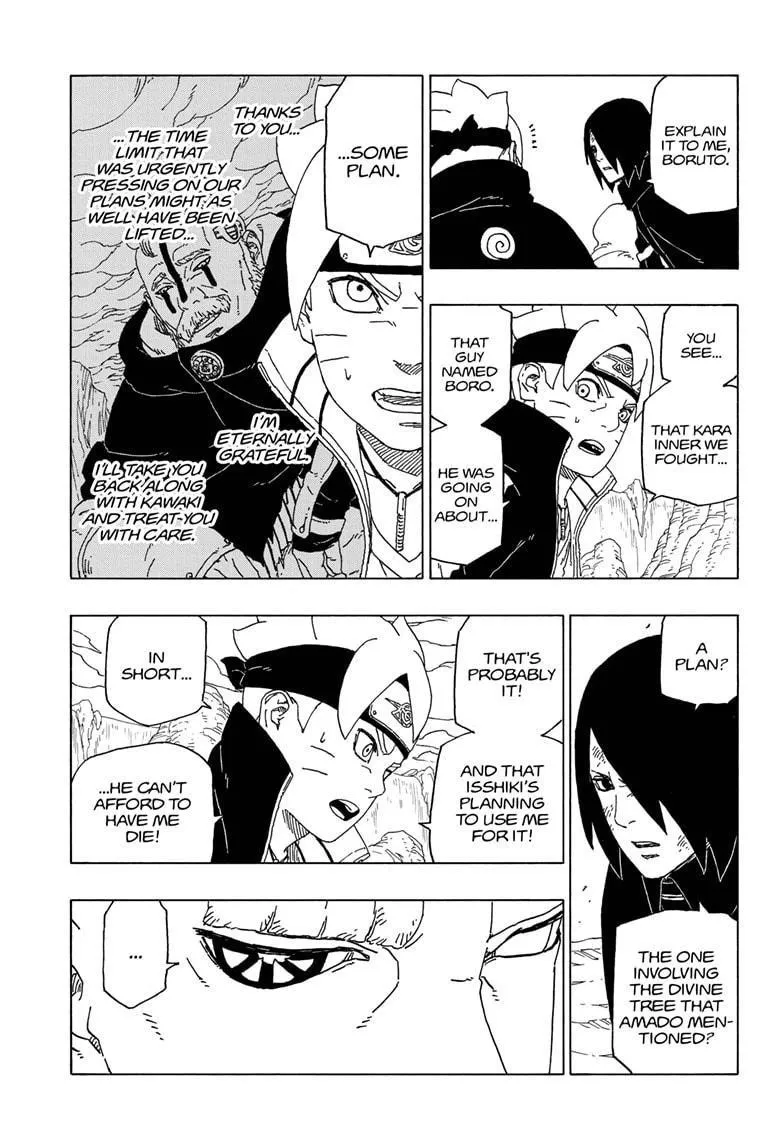 EXPLAIN
IT TO ME,
BORUTO.
YOU
SEE...
THAT KARA
INNER WE
FOUGHT...
THAT
GUY
NAMED
BORO.
HE WAS
GOING
ON
ABOUT...
...SOME
PLAN.
THANKS
TO YOU...
...THE TIME
LIMIT THAT
WAS URGENTLY
PRESSING ON OUR
PLANS MIGHT AS
WELL HAVE BEEN
LIFTED...
I'M
ETERNALLY
GRATEFUL.
I'LL TAKE YOU
BACK ALONG
WITH KAWAKI
AND TREAT YOU
WITH CARE.
A
PLAN?
THE ONE
INVOLVING
THE DIVINE
TREE THAT
AMADO MEN-
TIONED?
THAT'S
PROBABLY
IT!
AND THAT
ISSHIKI'S
PLANNING
TO USE ME
FOR IT!
IN
SHORT...
...HE CAN'T
AFFORD TO
HAVE ME
DIE!
...